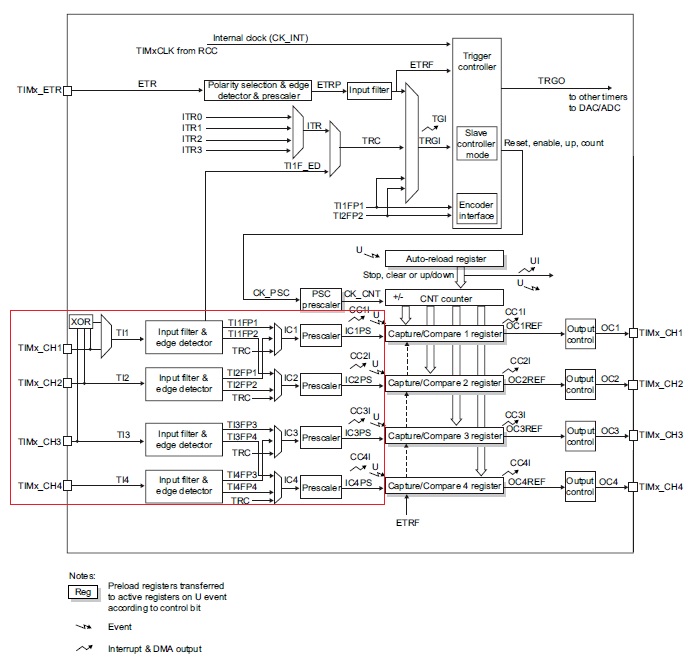 Internal clock (CK_INT)
TIMxCLK from RCC
Trigger
controller
TRGO
to other timers
to DAC/ADC
TIMx_ETR
ETR
Polarity selection & edge
detector & prescaler
ETRP
Input filter
ETRF
ITR0
ITR1
ITR2
ITR3
ITR
TRC
TGI
TRGI
Slave
controller
mode
Reset, enable, up, count
TI1F_ED
TI1FP1
TI2FP2
Encoder
interface
U
Auto-reload register
UI
Stop, clear or up/down
U
CK_PSC
PSC
prescaler
CK_CNT
+/-
CNT counter
XOR
TI1
Input filter &
edge detector
TI1FP1
TI1FP2
TRC
IC1
Prescaler
IC1PS
CC1I
U
Capture/Compare 1 register
CC1I
OC1REF
Output
control
OC1
TIMx_CH1
TIMx_CH1
TIMx_CH2
TI2
Input filter &
edge detector
TI2FP1
TI2FP2
TRC
IC2
Prescaler
IC2PS
CC2I
U
Capture/Compare 2 register
CC2I
OC2REF
Output
control
OC2
TIMx_CH2
TIMx_CH3
TI3
Input filter &
edge detector
TI3FP3
TI3FP4
TRC
IC3
Prescaler
IC3PS
CC3I
U
Capture/Compare 3 register
CC3I
OC3REF
Output
control
OC3
TIMx_CH3
TIMx_CH4
TI4
Input filter &
edge detector
TI4FP3
TI4FP4
TRC
IC4
Prescaler
IC4PS
CC4I
U
Capture/Compare 4 register
CC4I
OC4REF
Output
control
OC4
TIMx_CH4
ETRF
Notes:
Reg
Preload registers transferred
to active registers on U event
according to control bit
Event
Interrupt & DMA output